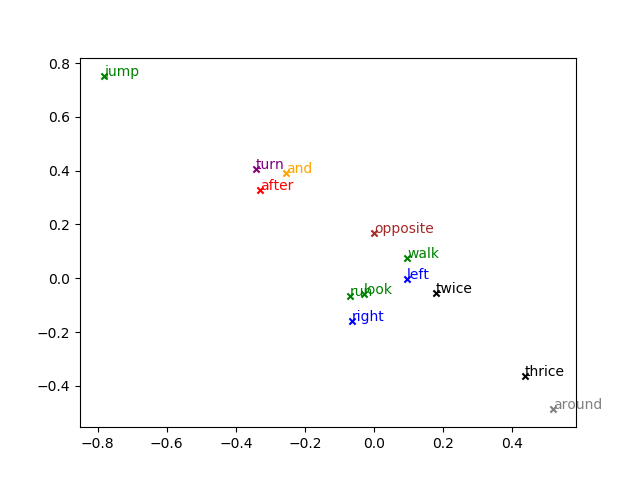 0.8
jump
0.6
turn
and
0.4
after
opposite
0.2
walk
left
0.0
run
look
twice
right
−0.2
thrice
−0.4
around
−0.8 −0.6 −0.4 −0.2 0.0 0.2 0.4